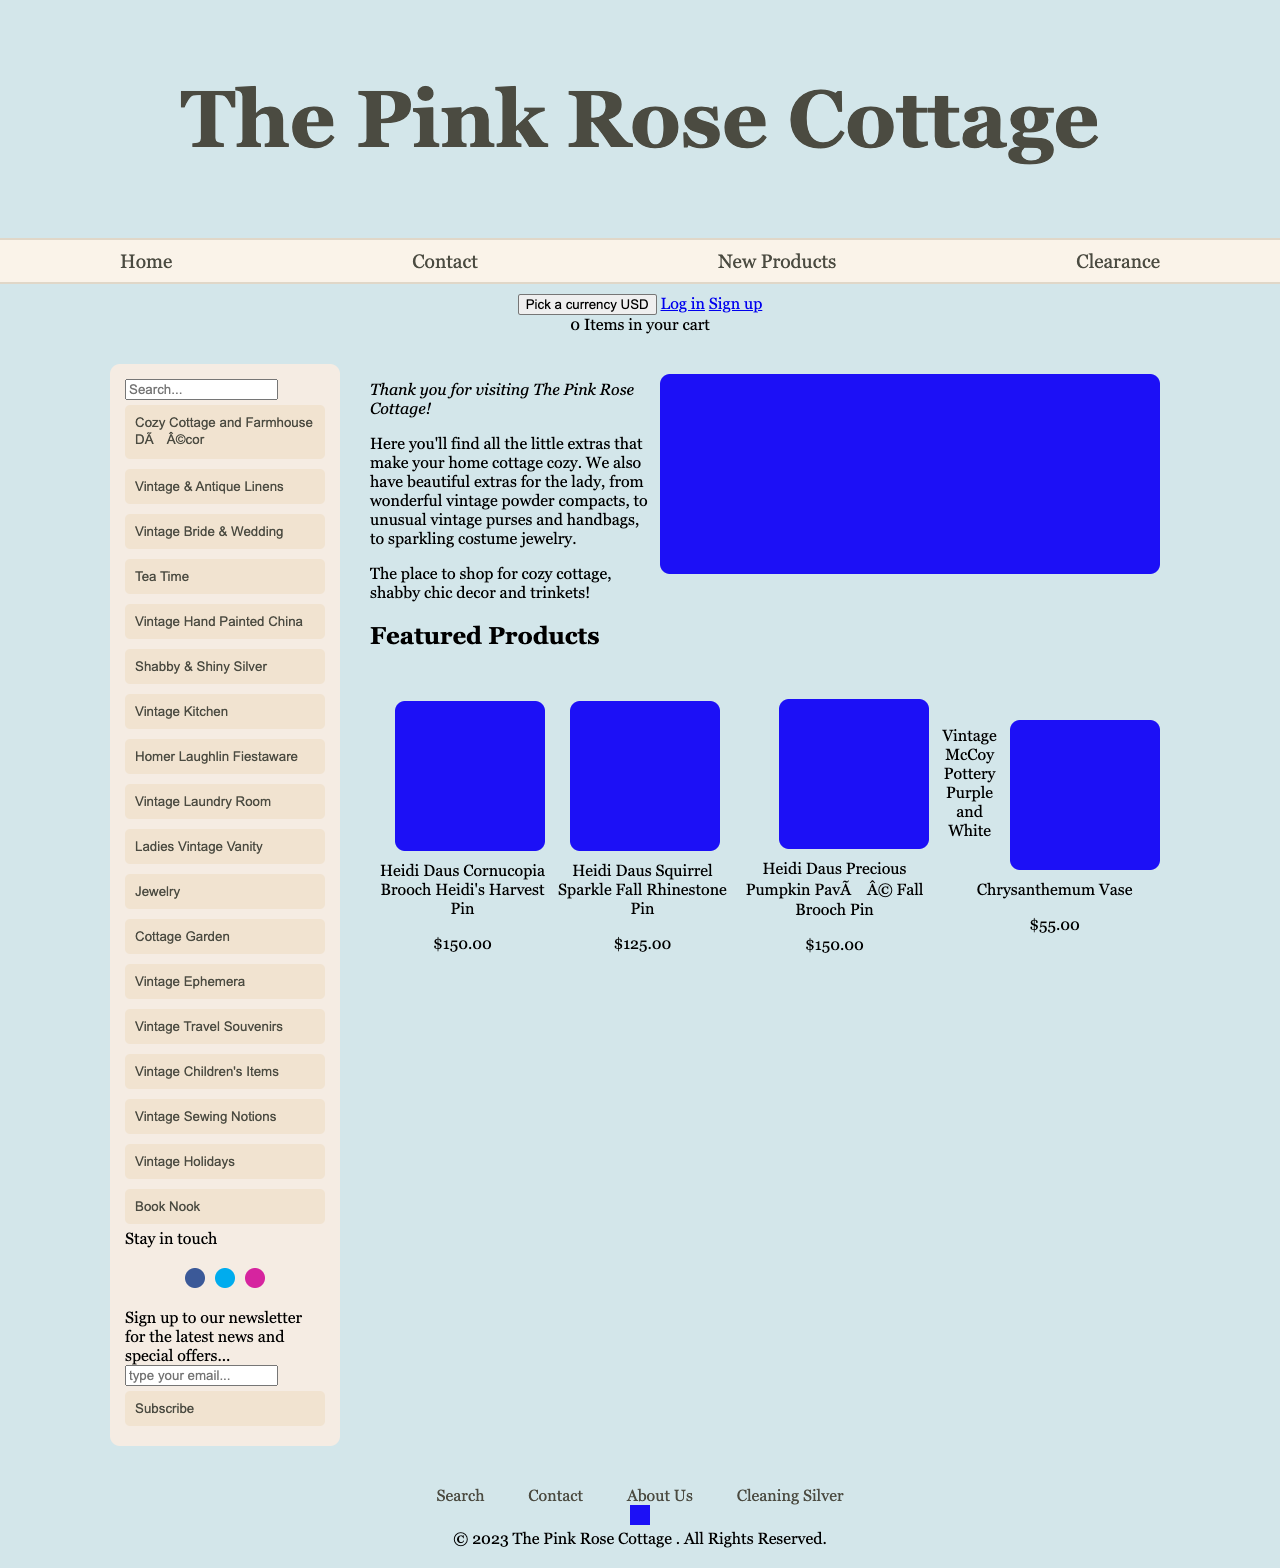 The Pink Rose Cottage
Home Contact New Products Clearance
Pick a currency USD Log in Sign up
0 Items in your cart
Search...
Cozy Cottage and Farmhouse
DÃ Â©cor
Vintage & Antique Linens
Vintage Bride & Wedding
Tea Time
Vintage Hand Painted China
Shabby & Shiny Silver
Vintage Kitchen
Homer Laughlin Fiestaware
Vintage Laundry Room
Ladies Vintage Vanity
Jewelry
Cottage Garden
Vintage Ephemera
Vintage Travel Souvenirs
Vintage Children's Items
Vintage Sewing Notions
Vintage Holidays
Book Nook
Stay in touch
Sign up to our newsletter
for the latest news and
special offers...
type your email...
Subscribe
Thank you for visiting The Pink Rose
Cottage!
Here you'll find all the little extras that
make your home cottage cozy. We also
have beautiful extras for the lady, from
wonderful vintage powder compacts, to
unusual vintage purses and handbags,
to sparkling costume jewelry.
The place to shop for cozy cottage,
shabby chic decor and trinkets!
Featured Products
Heidi Daus Cornucopia
Brooch Heidi's Harvest
Pin
$150.00
Heidi Daus Squirrel
Sparkle Fall Rhinestone
Pin
$125.00
Heidi Daus Precious
Pumpkin PavÃ Â© Fall
Brooch Pin
$150.00
Vintage
McCoy
Pottery
Purple
and
White
Chrysanthemum Vase
$55.00
Search Contact About Us Cleaning Silver
© 2023 The Pink Rose Cottage . All Rights Reserved.